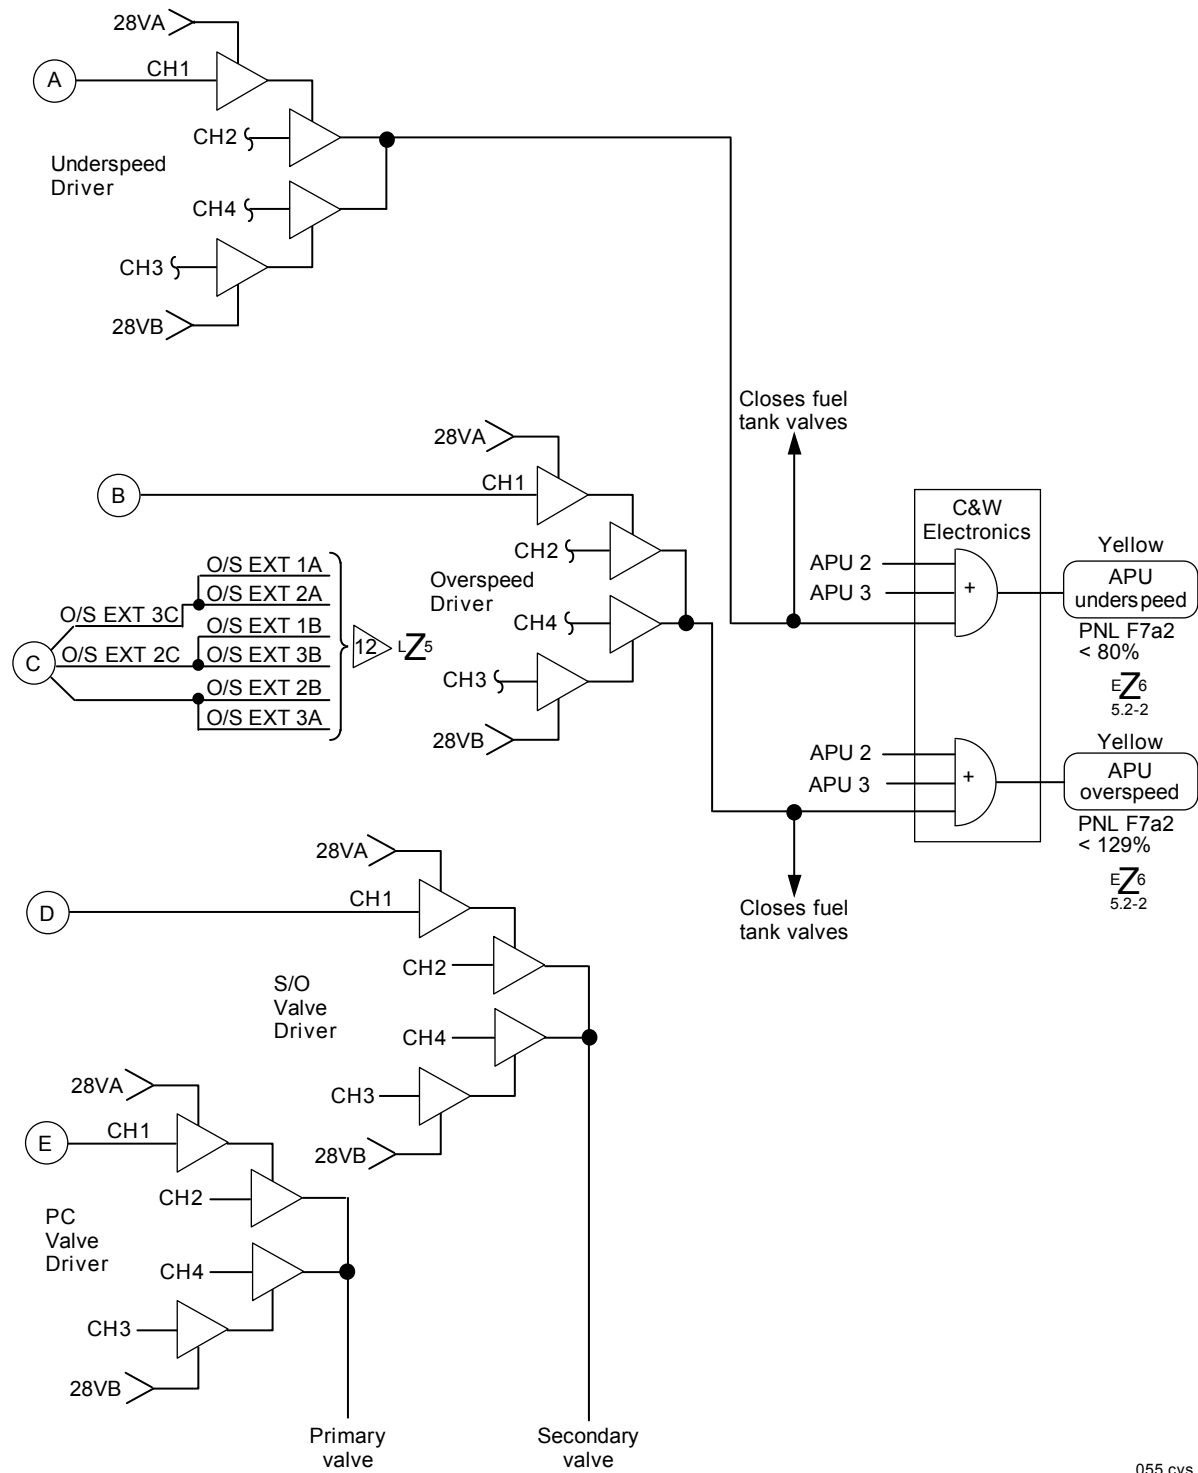 28VA
A
CH1
CH2
Underspeed
Driver
CH4
CH3
28VB
Closes fuel
tank valves
28VA
B
CH1
CH2
Overspeed
Driver
CH4
CH3
28VB
C&W
Electronics
APU 2
APU 3
+
Yellow
APU
underspeed
PNL F7a2
< 80%
EZ6
5.2-2
C
O/S EXT 3C
O/S EXT 2C
O/S EXT 1A
O/S EXT 2A
O/S EXT 1B
O/S EXT 3B
O/S EXT 2B
O/S EXT 3A
12
LZ5
APU 2
APU 3
+
Yellow
APU
overspeed
PNL F7a2
< 129%
EZ6
5.2-2
Closes fuel
tank valves
28VA
D
CH1
CH2
S/O
Valve
Driver
CH4
CH3
28VB
28VA
E
CH1
CH2
PC
Valve
Driver
CH4
CH3
28VB
Primary
valve
Secondary
valve
055.cvs